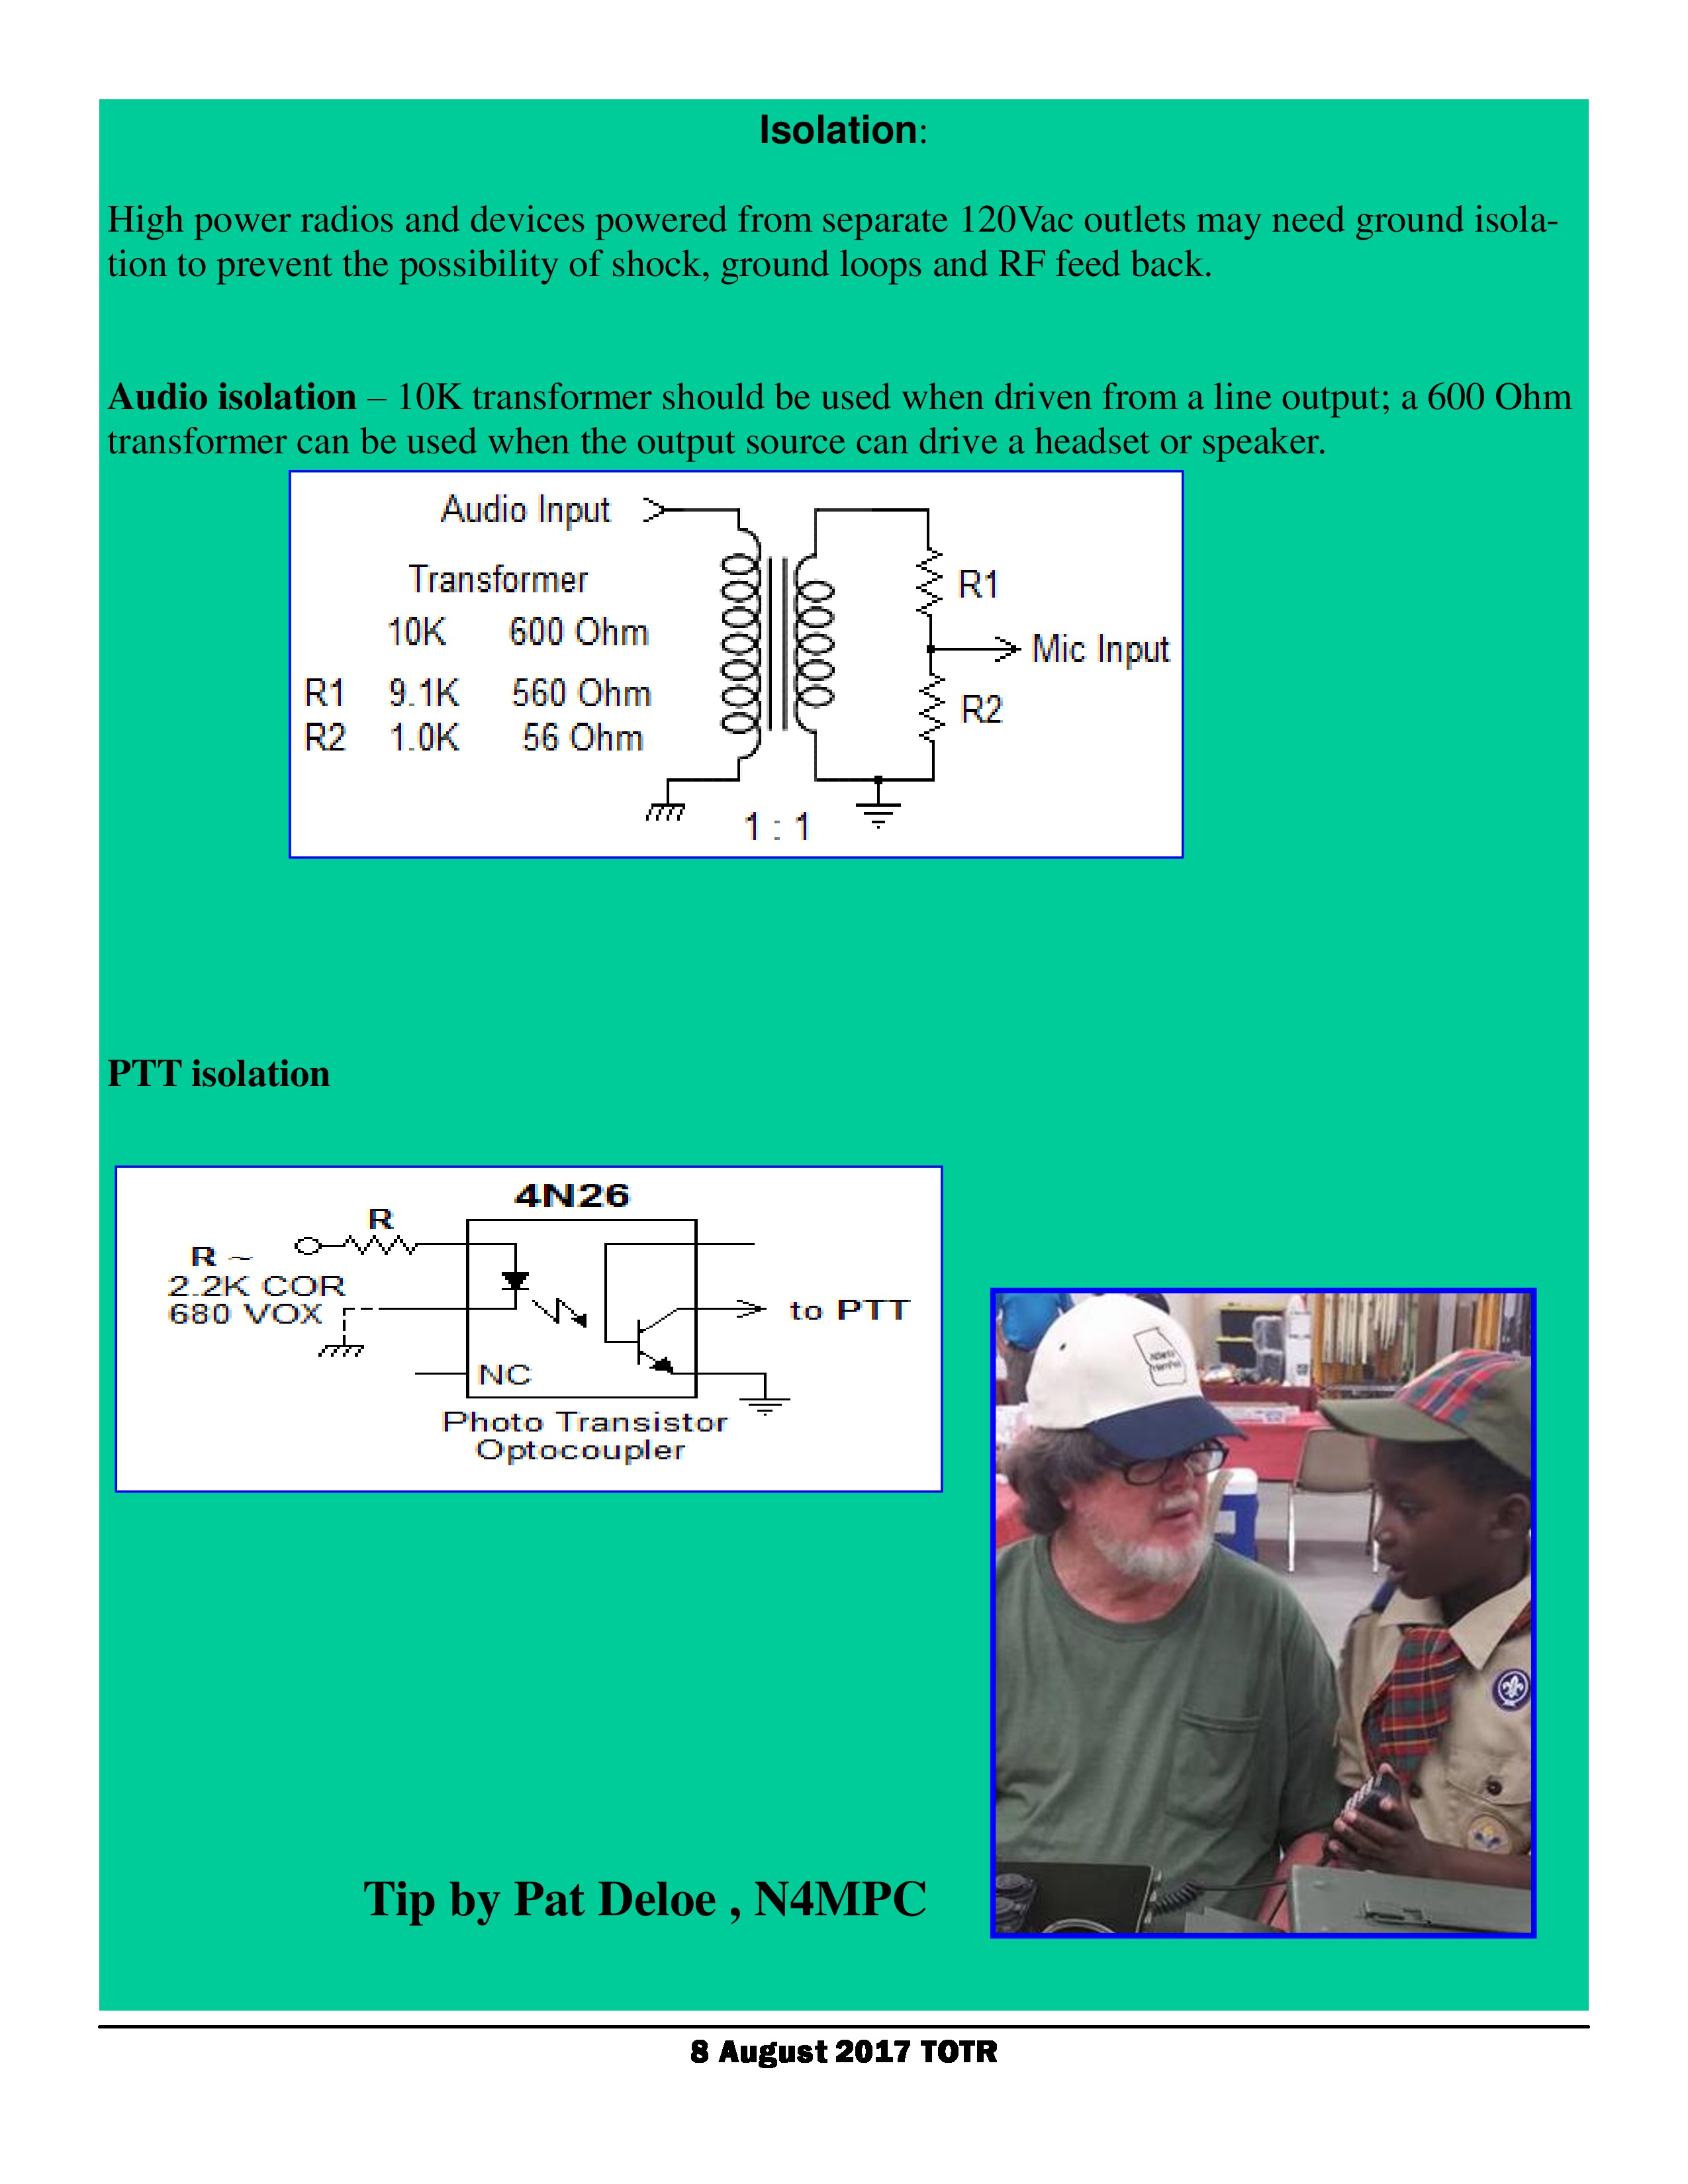 Isolation:
High power radios and devices powered from separate 120Vac outlets may need ground isola-
tion to prevent the possibility of shock, ground loops and RF feed back.
Audio isolation – 10K transformer should be used when driven from a line output; a 600 Ohm
transformer can be used when the output source can drive a headset or speaker.
Audio Input
Transformer
10K 600 Ohm
R1 9.1K 560 Ohm
R2 1.0K 56 Ohm
1 : 1
R1
Mic Input
R2
PTT isolation
4N26
R
R ~
2.2K COR
680 VOX
to PTT
NC
Photo Transistor
Optocoupler
Tip by Pat Deloe , N4MPC
8 August 2017 TOTR